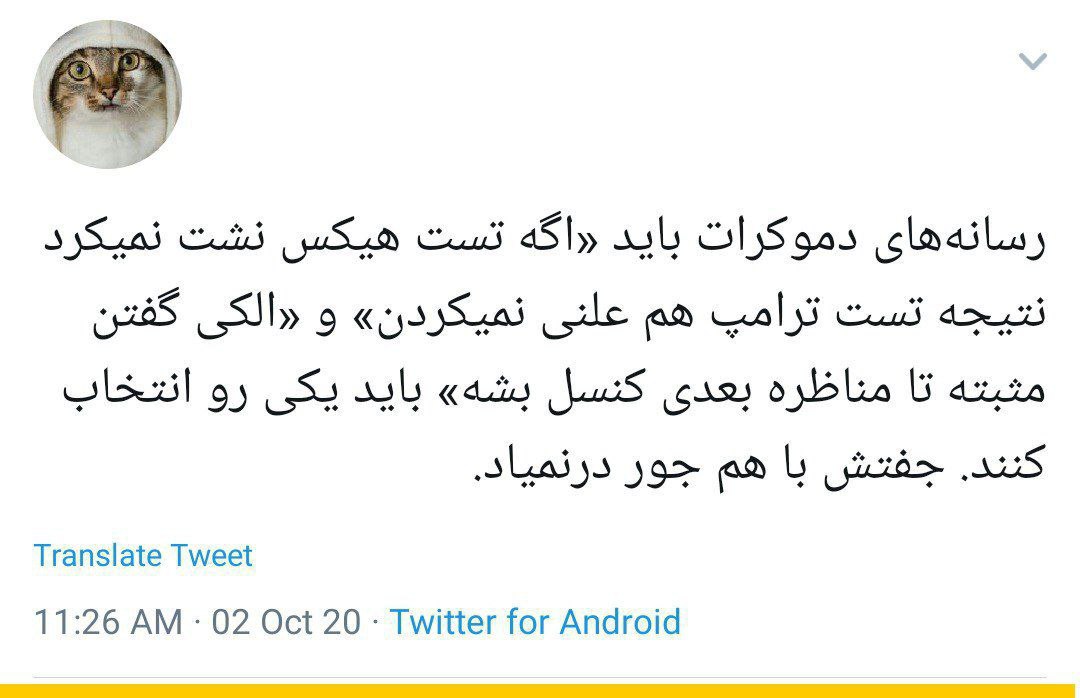 رسانه‌های دموکرات باید «اگه تست هیکس نشت نمیکرد
نتیجه تست ترامپ هم علنی نمیکردن» و «الکی گفتن
مثبته تا مناظره بعدی کنسل بشه» باید یکی رو انتخاب
کنند. جفتش با هم جور درنمیاد.
Translate Tweet
11:26 AM · 02 Oct 20 · Twitter for Android